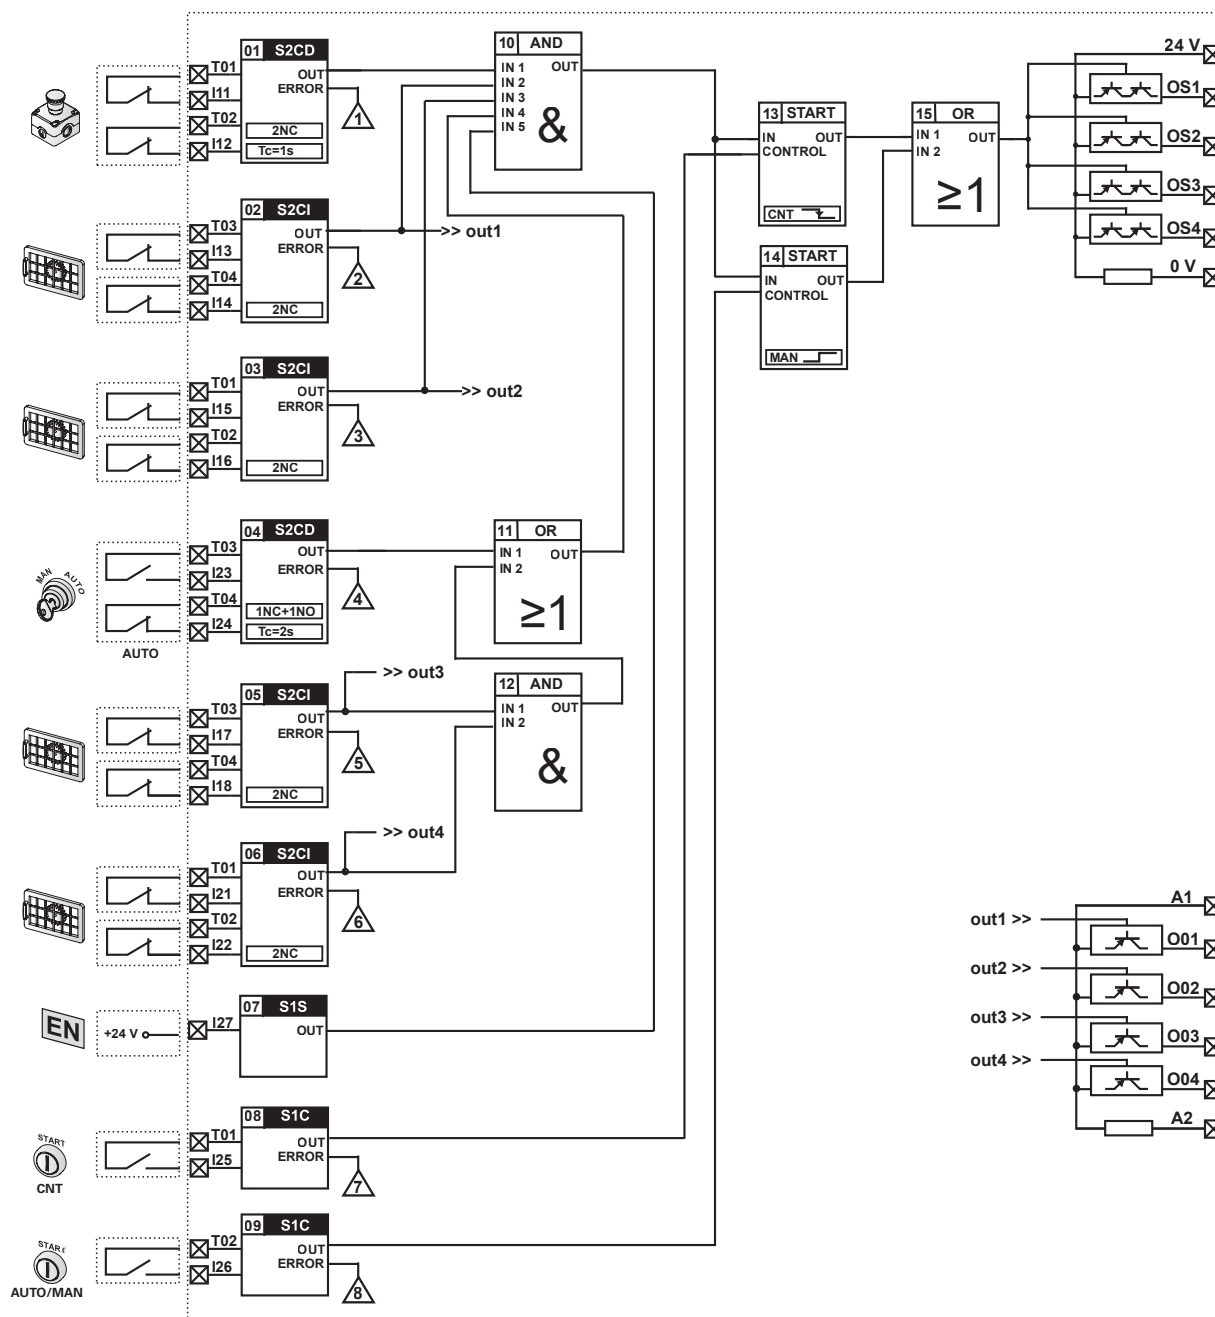 01 S2CD
T01
OUT
I11
ERROR
1
T02
2NC
I12
Tc=1s
02 S2CI
T03
OUT
>> out1
I13
ERROR
2
T04
I14
2NC
03 S2CI
T01
OUT
>> out2
I15
ERROR
3
T02
I16
2NC
MAN AUTO
04 S2CD
T03
OUT
I23
ERROR
4
T04
1NC+1NO
I24
Tc=2s
AUTO
>> out3
05 S2CI
T03
OUT
I17
ERROR
5
T04
I18
2NC
>> out4
06 S2CI
T01
OUT
I21
ERROR
6
T02
I22
2NC
EN
+24 V
I27
07 S1S
OUT
START
CNT
08 S1C
T01
OUT
I25
ERROR
7
START
AUTO/MAN
09 S1C
T02
OUT
I26
ERROR
8
10 AND
IN 1 OUT
IN 2
IN 3
IN 4
IN 5
&
11 OR
IN 1 OUT
IN 2
≥1
12 AND
IN 1 OUT
IN 2
&
13 START
IN OUT
CONTROL
CNT
14 START
IN OUT
CONTROL
MAN
15 OR
IN 1 OUT
IN 2
≥1
24 V
OS1
OS2
OS3
OS4
0 V
A1
out1 >>
O01
out2 >>
O02
out3 >>
O03
out4 >>
O04
A2